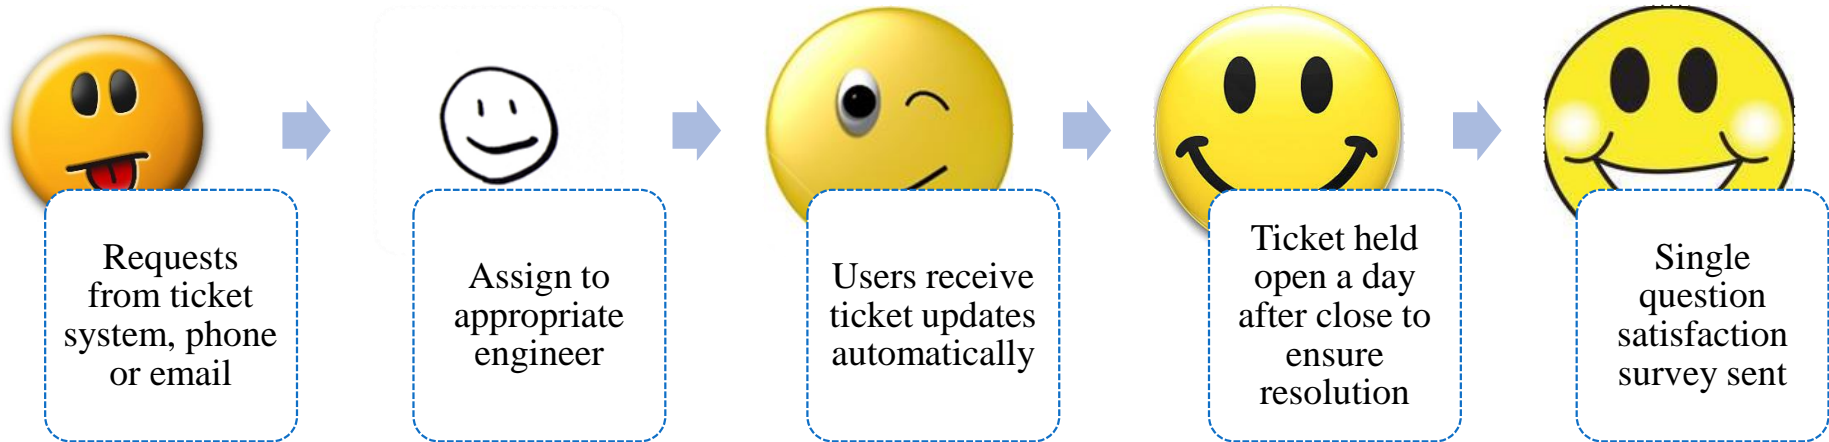 Requests
from ticket
system, phone
or email
Assign to
appropriate
engineer
Users receive
ticket updates
automatically
Ticket held
open a day
after close to
ensure
resolution
Single
question
satisfaction
survey sent